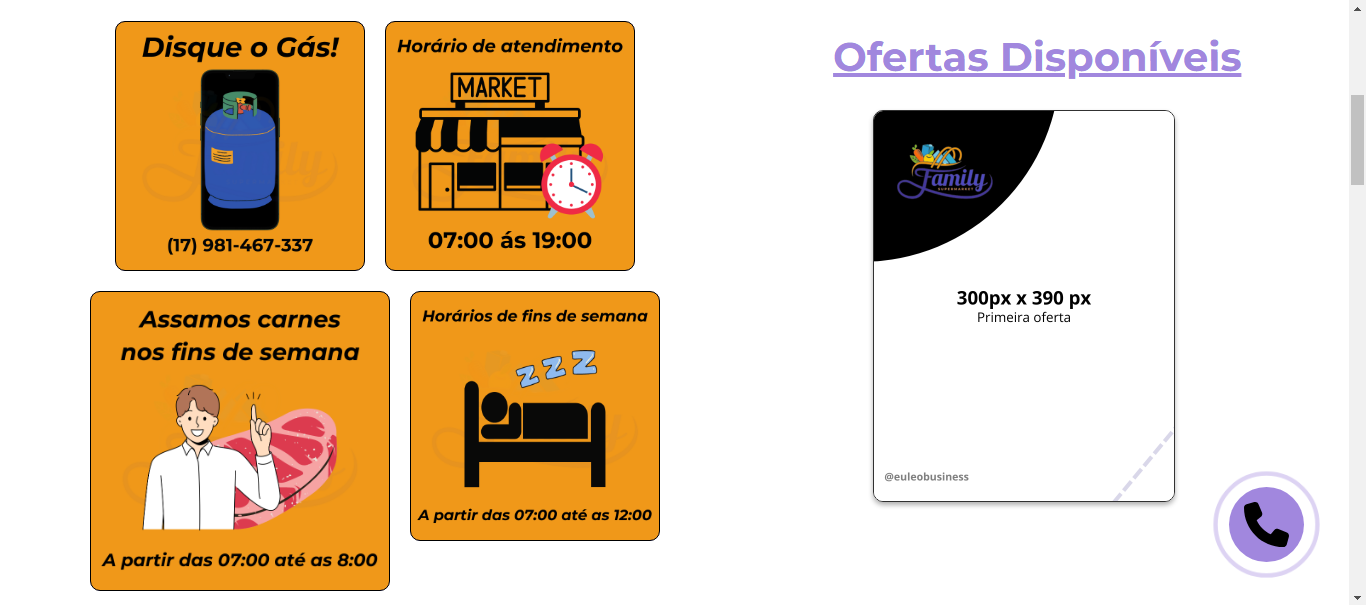 Disque o Gás!
(17) 981-467-337
Horário de atendimento
MARKET
07:00 ás 19:00
Assamos carnes
nos fins de semana
A partir das 07:00 até as 8:00
Horários de fins de semana
Z Z Z
A partir das 07:00 até as 12:00
Ofertas Disponíveis
Family
SUPERMARKET
300px x 390 px
Primeira oferta
@euleobusiness